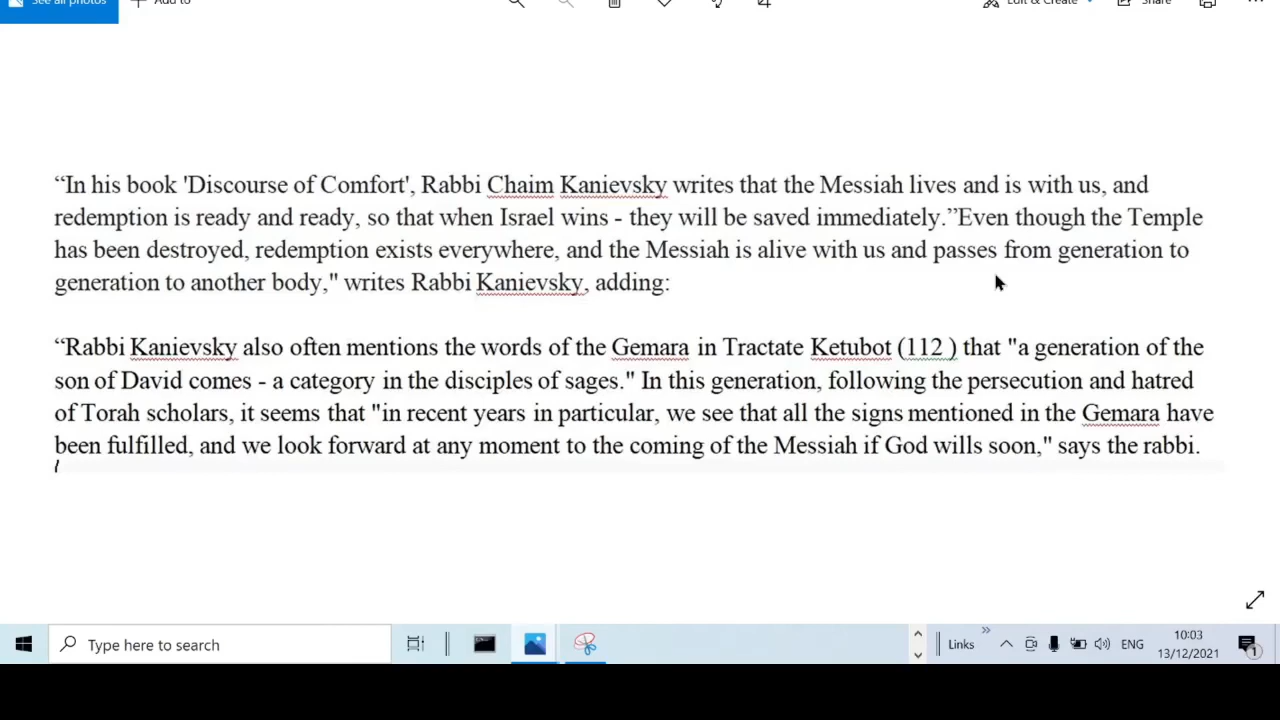 See all photos
Add to
Edit & Create
Share
“In his book 'Discourse of Comfort', Rabbi Chaim Kanievsky writes that the Messiah lives and is with us, and
redemption is ready and ready, so that when Israel wins - they will be saved immediately.”Even though the Temple
has been destroyed, redemption exists everywhere, and the Messiah is alive with us and passes from generation to
generation to another body," writes Rabbi Kanievsky, adding:
“Rabbi Kanievsky also often mentions the words of the Gemara in Tractate Ketubot (112 ) that "a generation of the
son of David comes - a category in the disciples of sages." In this generation, following the persecution and hatred
of Torah scholars, it seems that "in recent years in particular, we see that all the signs mentioned in the Gemara have
been fulfilled, and we look forward at any moment to the coming of the Messiah if God wills soon," says the rabbi.
Type here to search
Links
ENG
10:03
13/12/2021
1